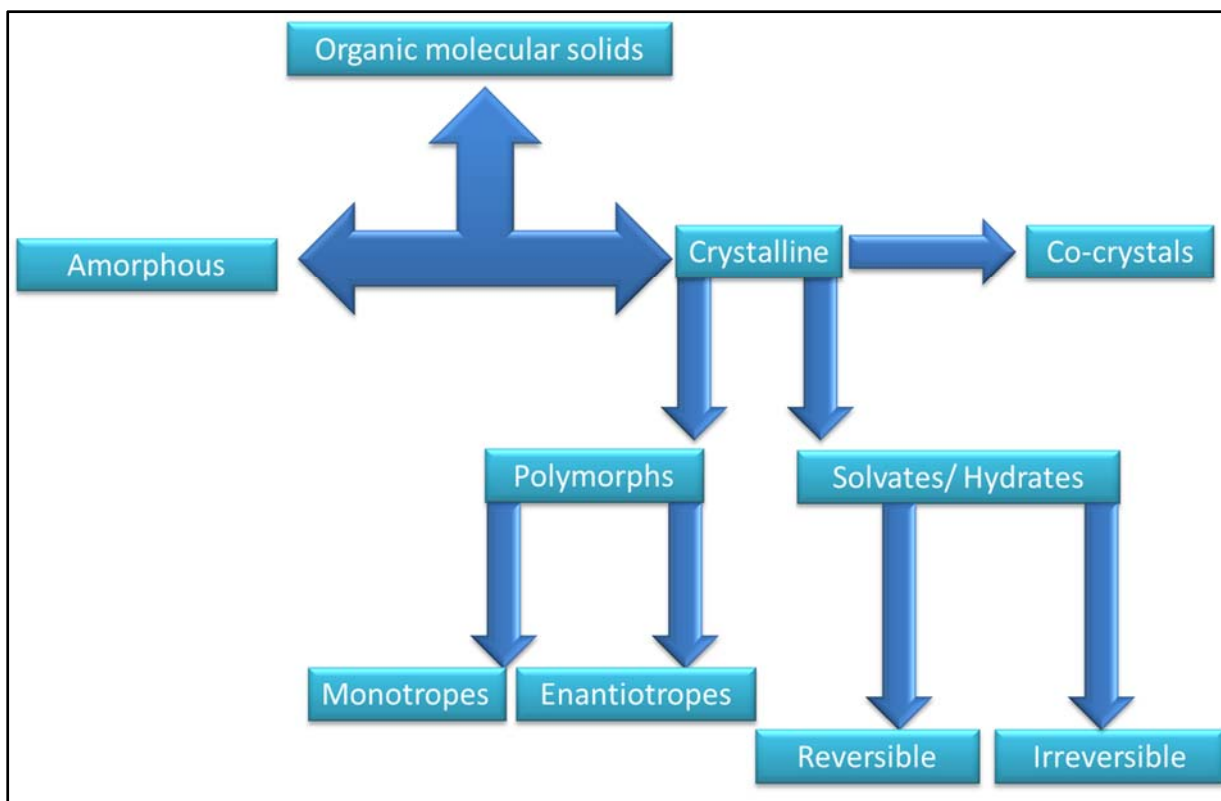 Organic molecular solids
Amorphous
Crystalline
Co-crystals
Polymorphs
Solvates/ Hydrates
Monotropes
Enantiotropes
Reversible
Irreversible